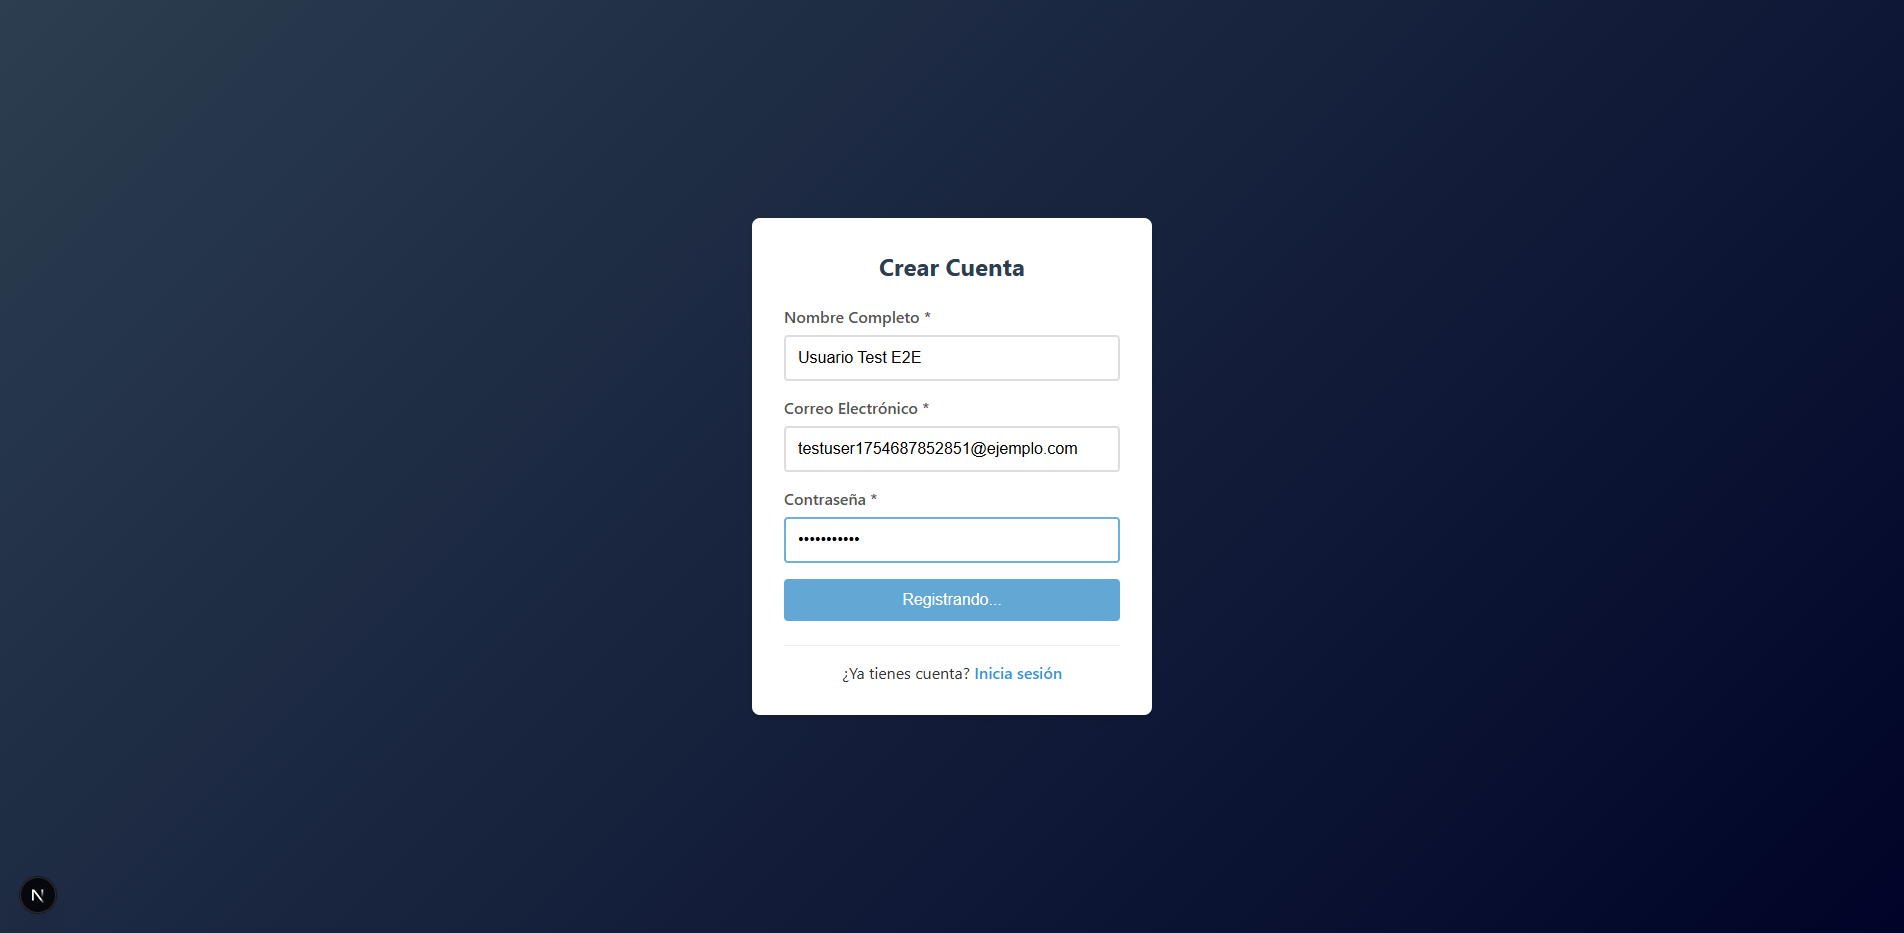 Crear Cuenta
Nombre Completo *
Usuario Test E2E
Correo Electrónico *
testuser1754687852851@ejemplo.com
Contraseña *
•••••••••••
Registrando...
¿Ya tienes cuenta? Inicia sesión
N